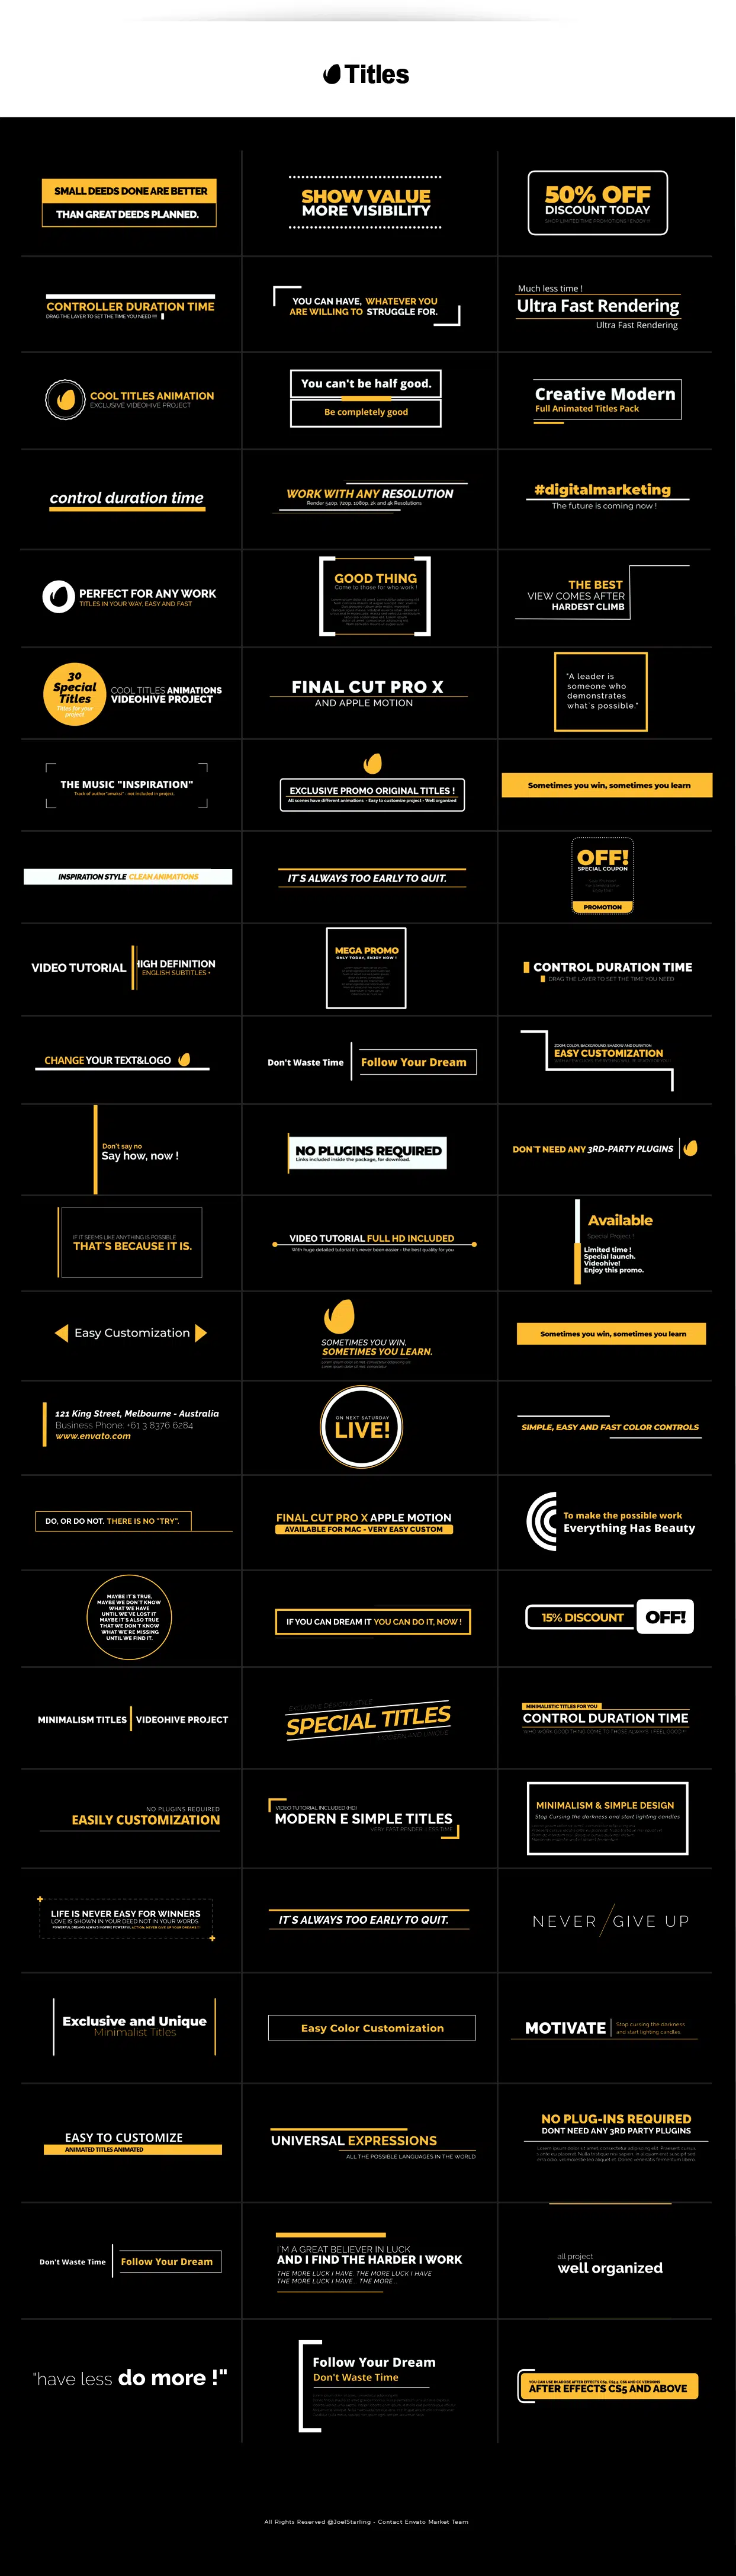 Titles
SMALL DEEDS DONE ARE BETTER
THAN GREAT DEEDS PLANNED.
SHOW VALUE
MORE VISIBILITY
50% OFF
DISCOUNT TODAY
CONTROLLER DURATION TIME
DRAG THE LAYER TO SET THE TIME YOU NEED !!!!
YOU CAN HAVE, WHATEVER YOU
ARE WILLING TO STRUGGLE FOR.
Much less time !
Ultra Fast Rendering
Ultra Fast Rendering
COOL TITLES ANIMATION
EXCLUSIVE VIDEOHIVE PROJECT
You can't be half good.
Be completely good
Creative Modern
Full Animated Titles Pack
control duration time
WORK WITH ANY RESOLUTION
Render 540p, 720p, 1080p, 2k and 4k Resolutions
#digitalmarketing
The future is coming now !
PERFECT FOR ANY WORK
TITLES IN YOUR WAY, EASY AND FAST
GOOD THING
Come to those for who work !
THE BEST
VIEW COMES AFTER
HARDEST CLIMB
30
Special
Titles
Titles for your
project
COOL TITLES ANIMATIONS
VIDEOHIVE PROJECT
FINAL CUT PRO X
AND APPLE MOTION
"A leader is
someone who
demonstrates
what's possible."
THE MUSIC "INSPIRATION"
Track of author"amoksi" - not included in project.
EXCLUSIVE PROMO ORIGINAL TITLES !
All scenes have different animations - Easy to customize project - Well organized
Sometimes you win, sometimes you learn
INSPIRATION STYLE CLEAN ANIMATIONS
IT´S ALWAYS TOO EARLY TO QUIT.
OFF!
SPECIAL COUPON
PROMOTION
VIDEO TUTORIAL
HIGH DEFINITION
ENGLISH SUBTITLES +
MEGA PROMO
ONLY TODAY, ENJOY NOW !
CONTROL DURATION TIME
DRAG THE LAYER TO SET THE TIME YOU NEED
CHANGE YOUR TEXT&LOGO
Don't Waste Time
Follow Your Dream
ZOOM, COLOR, BACKGROUND, SHADOW AND DURATION
EASY CUSTOMIZATION
Don't say no
Say how, now !
NO PLUGINS REQUIRED
Links included inside the package, for download.
DON´T NEED ANY 3RD-PARTY PLUGINS
IF IT SEEMS LIKE ANYTHING IS POSSIBLE
THAT´S BECAUSE IT IS.
VIDEO TUTORIAL FULL HD INCLUDED
With huge detailed tutorial it´s never been easier - the best quality for you
Available
Special Project !
Limited time !
Special launch.
Videohive!
Enjoy this promo.
Easy Customization
SOMETIMES YOU WIN,
SOMETIMES YOU LEARN.
Sometimes you win, sometimes you learn
121 King Street, Melbourne - Australia
Business Phone: +61 3 8376 6284
www.envato.com
ON NEXT SATURDAY
LIVE!
SIMPLE, EASY AND FAST COLOR CONTROLS
DO, OR DO NOT. THERE IS NO "TRY".
FINAL CUT PRO X APPLE MOTION
AVAILABLE FOR MAC - VERY EASY CUSTOM
To make the possible work
Everything Has Beauty
MAYBE IT'S TRUE,
MAYBE WE DON'T KNOW
WHAT WE HAVE
UNTIL WE'VE LOST IT
MAYBE IT'S ALSO TRUE
THAT WE DON'T KNOW
WHAT WE'RE MISSING
UNTIL WE FIND IT.
IF YOU CAN DREAM IT YOU CAN DO IT, NOW !
15% DISCOUNT
OFF!
MINIMALISM TITLES
VIDEOHIVE PROJECT
SPECIAL TITLES
MINIMALISTIC TITLES FOR YOU
CONTROL DURATION TIME
NO PLUGINS REQUIRED
EASILY CUSTOMIZATION
VIDEO TUTORIAL INCLUDED (HD)
MODERN E SIMPLE TITLES
VERY FAST RENDER, LESS TIME
MINIMALISM & SIMPLE DESIGN
Stop Cursing the darkness and start lighting candles
LIFE IS NEVER EASY FOR WINNERS
LOVE IS SHOWN IN YOUR DEED NOT IN YOUR WORDS.
POWERFUL DREAMS ALWAYS INSPIRE POWERFUL ACTION, NEVER GIVE UP YOUR DREAMS !!!
IT´S ALWAYS TOO EARLY TO QUIT.
NEVER GIVE UP
Exclusive and Unique
Minimalist Titles
Easy Color Customization
MOTIVATE
Stop cursing the darkness
and start lighting candles.
EASY TO CUSTOMIZE
ANIMATED TITLES ANIMATED
UNIVERSAL EXPRESSIONS
ALL THE POSSIBLE LANGUAGES IN THE WORLD
NO PLUG-INS REQUIRED
DONT NEED ANY 3RD PARTY PLUGINS
Don't Waste Time
Follow Your Dream
I´M A GREAT BELIEVER IN LUCK
AND I FIND THE HARDER I WORK
THE MORE LUCK I HAVE. THE MORE LUCK I HAVE
THE MORE LUCK I HAVE... THE MORE...
all project
well organized
"have less do more !"
Follow Your Dream
Don't Waste Time
YOU CAN USE IN ADOBE AFTER EFFECTS CS5, CS5.5, CS6 AND CC VERSIONS
AFTER EFFECTS CS5 AND ABOVE
All Rights Reserved @JoelStarling - Contact Envato Market Team